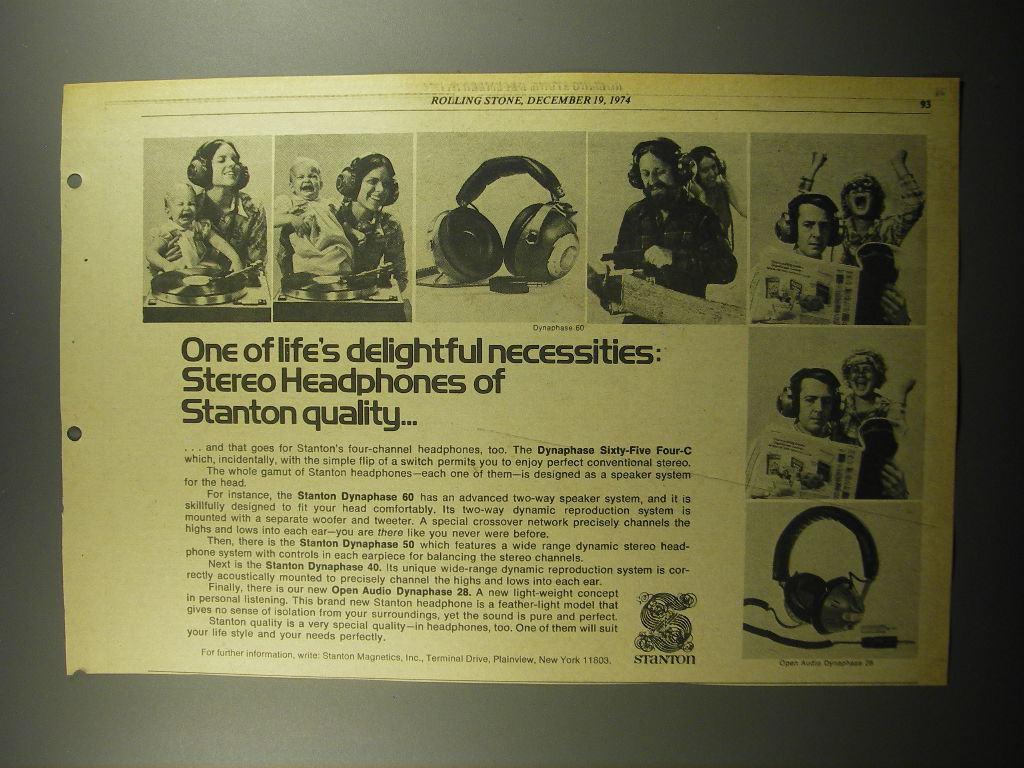 ROLLING STONE, DECEMBER 19, 1974
93
Dynaphase 60
One of life's delightful necessities:
Stereo Headphones of
Stanton quality...
. . . and that goes for Stanton's four-channel headphones, too. The Dynaphase Sixty-Five Four-C
which, incidentally, with the simple flip of a switch permits you to enjoy perfect conventional stereo.
The whole gamut of Stanton headphones—each one of them—is designed as a speaker system
for the head.
For instance, the Stanton Dynaphase 60 has an advanced two-way speaker system, and it is
skillfully designed to fit your head comfortably. Its two-way dynamic reproduction system is
mounted with a separate woofer and tweeter. A special crossover network precisely channels the
highs and lows into each ear—you are there like you never were before.
Then, there is the Stanton Dynaphase 50 which features a wide range dynamic stereo head-
phone system with controls in each earpiece for balancing the stereo channels.
Next is the Stanton Dynaphase 40. Its unique wide-range dynamic reproduction system is cor-
rectly acoustically mounted to precisely channel the highs and lows into each ear.
Finally, there is our new Open Audio Dynaphase 28. A new light-weight concept
in personal listening. This brand new Stanton headphone is a feather-light model that
gives no sense of isolation from your surroundings, yet the sound is pure and perfect.
Stanton quality is a very special quality—in headphones, too. One of them will suit
your life style and your needs perfectly.
For further information, write: Stanton Magnetics, Inc., Terminal Drive, Plainview, New York 11803.
STANTON
Open Audio Dynaphase 28